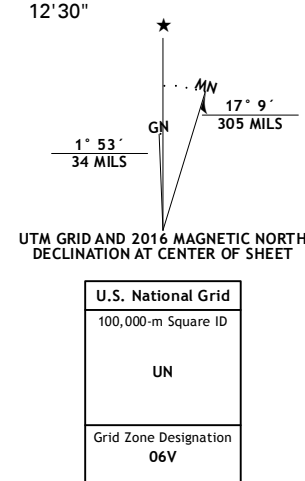 12'30"
MN
GN
17° 9´
305 MILS
1° 53´
34 MILS
UTM GRID AND 2016 MAGNETIC NORTH
DECLINATION AT CENTER OF SHEET
U.S. National Grid
100,000-m Square ID
UN
Grid Zone Designation
06V